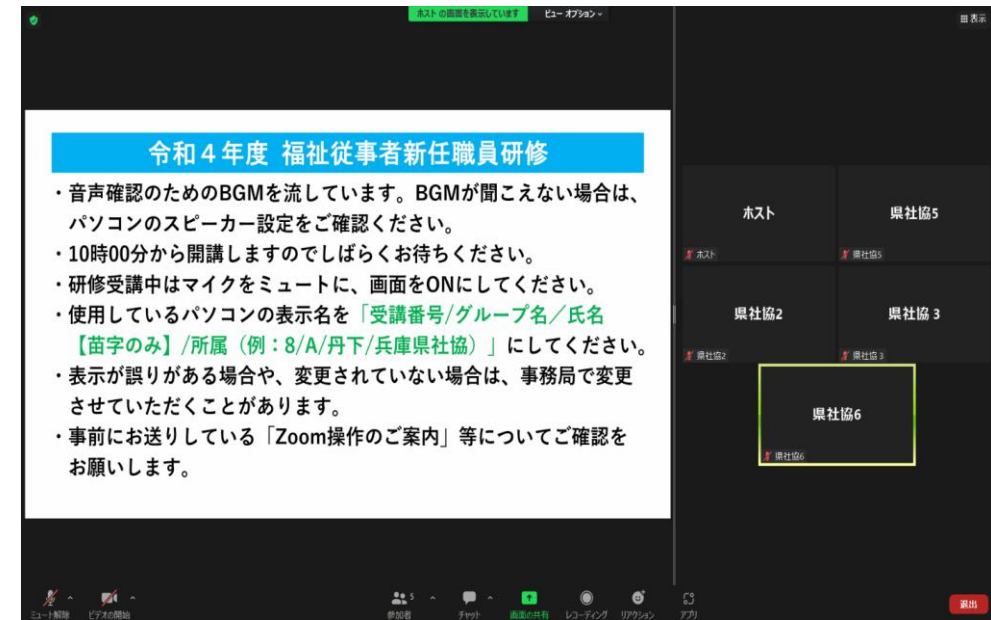 ホスト の画面を表示しています
ビュー オプション
表示
令和４年度 福祉従事者新任職員研修
・音声確認のためのBGMを流しています。BGMが聞こえない場合は、
パソコンのスピーカー設定をご確認ください。
・10時00分から開講しますのでしばらくお待ちください。
・研修受講中はマイクをミュートに、画面をONにしてください。
・使用しているパソコンの表示名を「受講番号/グループ名／氏名
【苗字のみ】/所属（例：8/A/丹下/兵庫県社協）」にしてください。
・表示が誤りがある場合や、変更されていない場合は、事務局で変更
させていただくことがあります。
・事前にお送りしている「Zoom操作のご案内」等についてご確認を
お願いします。
ホスト
ホスト
県社協5
県社協5
県社協2
県社協2
県社協 3
県社協 3
県社協6
県社協6
ミュート解除
ビデオの開始
5
参加者
チャット
画面の共有
レコーディング
リアクション
アプリ
退出